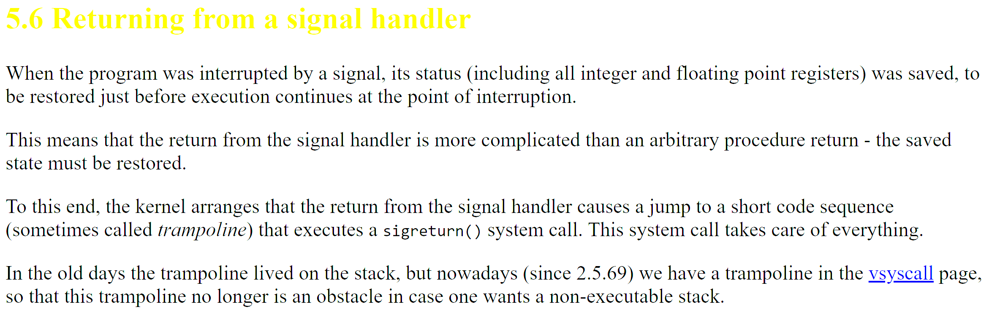 5.6 Returning from a signal handler
When the program was interrupted by a signal, its status (including all integer and floating point registers) was saved, to
be restored just before execution continues at the point of interruption.
This means that the return from the signal handler is more complicated than an arbitrary procedure return - the saved
state must be restored.
To this end, the kernel arranges that the return from the signal handler causes a jump to a short code sequence
(sometimes called trampoline) that executes a sigreturn() system call. This system call takes care of everything.
In the old days the trampoline lived on the stack, but nowadays (since 2.5.69) we have a trampoline in the vsyscall page,
so that this trampoline no longer is an obstacle in case one wants a non-executable stack.